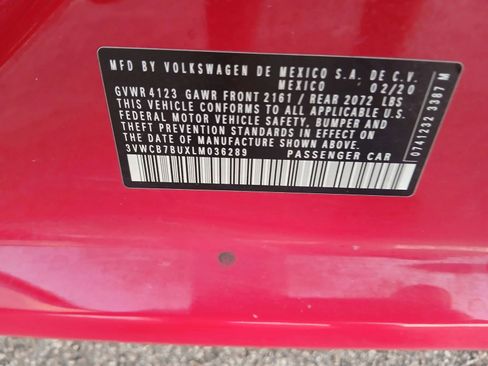 MFD BY VOLKSWAGEN DE MEXICO S.A. DE C.V.
MEXICO 02/20
GVWR 4123 GAWR FRONT 2161 / REAR 2072 LBS
THIS VEHICLE CONFORMS TO ALL APPLICABLE U.S.
FEDERAL MOTOR VEHICLE SAFETY, BUMPER AND
THEFT PREVENTION STANDARDS IN EFFECT ON
THE DATE OF MANUFACTURE SHOWN ABOVE.
3VWCB7BUXLM036289 PASSENGER CAR
0741232 3387 M